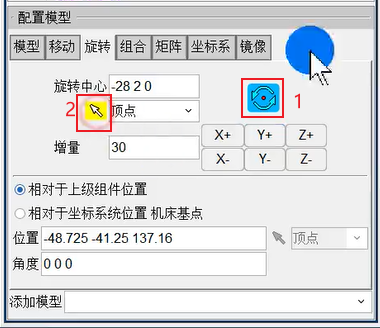 配置模型
模型 移动 旋转 组合 矩阵 坐标系 镜像
旋转中心 -28 2 0 1
2 顶点
增量 30 X+ Y+ Z+
X- Y- Z-
相对于上级组件位置
相对于坐标系统位置 机床基点
位置 -48.725 -41.25 137.16 顶点
角度 0 0 0
添加模型